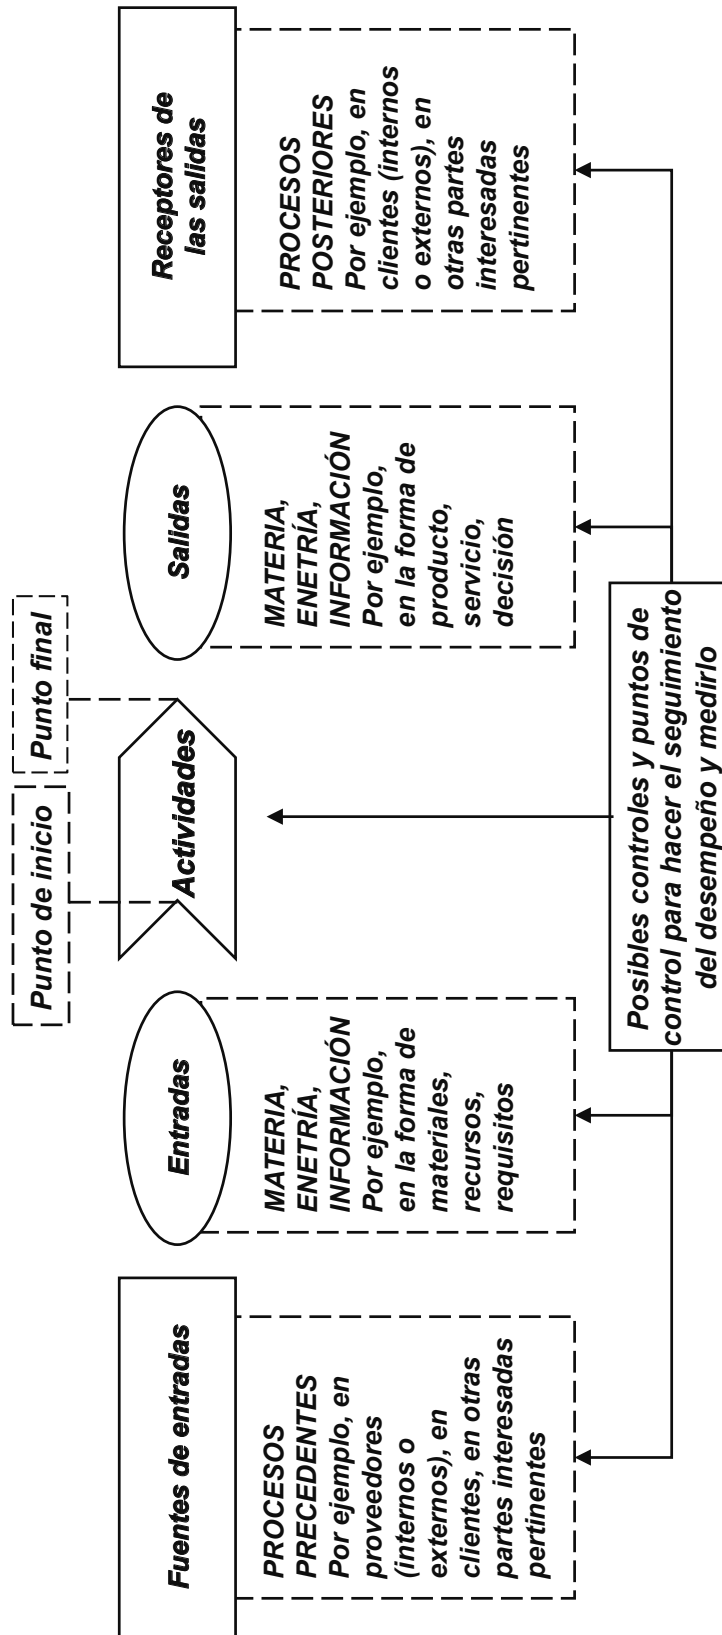 Punto de inicio
Punto final
Fuentes de entradas
Entradas
Actividades
Salidas
Receptores de
las salidas
PROCESOS
PRECEDENTES
Por ejemplo, en
proveedores
(internos o
externos), en
clientes, en otras
partes interesadas
pertinentes
MATERIA,
ENETRÍA,
INFORMACIÓN
Por ejemplo,
en la forma de
materiales,
recursos,
requisitos
MATERIA,
ENETRÍA,
INFORMACIÓN
Por ejemplo,
en la forma de
producto,
servicio,
decisión
PROCESOS
POSTERIORES
Por ejemplo, en
clientes (internos
o externos), en
otras partes
interesadas
pertinentes
Posibles controles y puntos de
control para hacer el seguimiento
del desempeño y medirlo